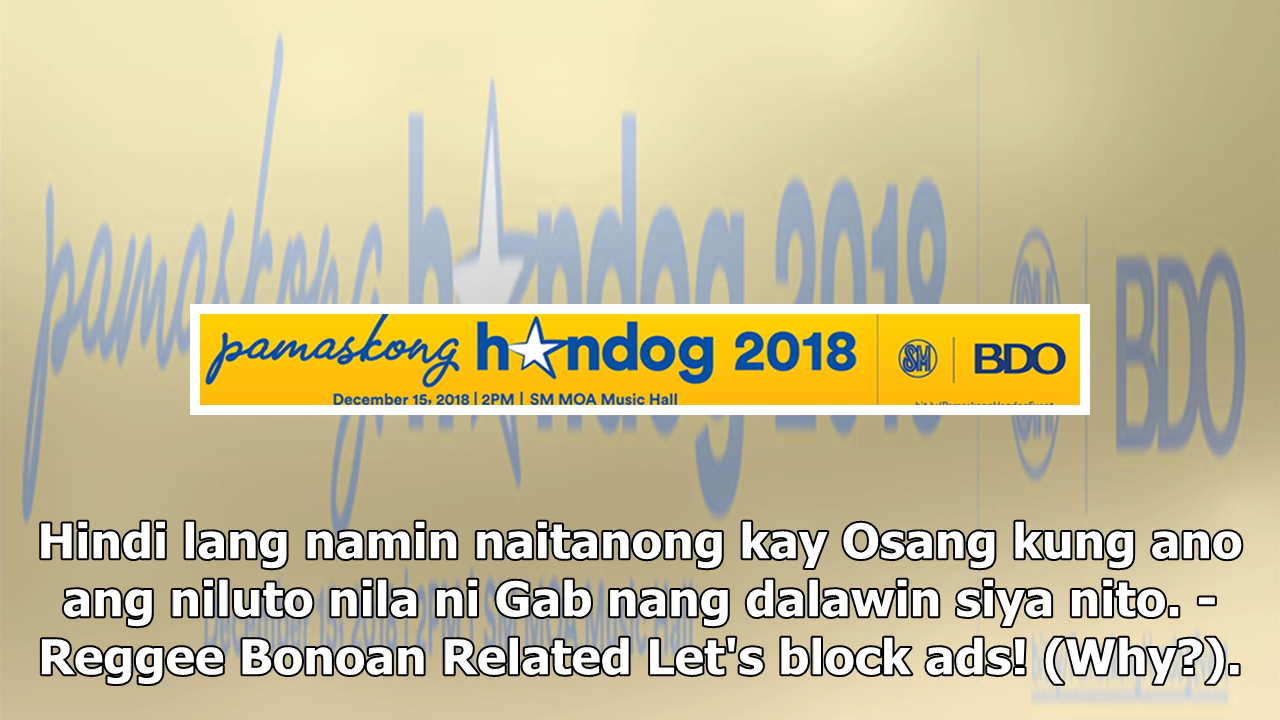 pamaskong handog 2018
SM
BDO
December 15, 2018 | 2PM | SM MOA Music Hall
Hindi lang namin naitanong kay Osang kung ano
ang niluto nila ni Gab nang dalawin siya nito. -
Reggee Bonoan Related Let's block ads! (Why?).